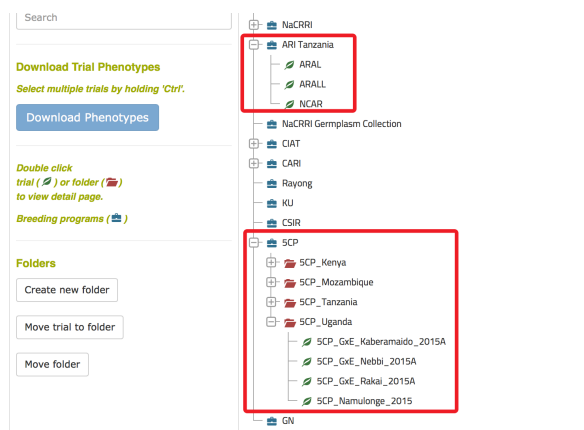 Search
Download Trial Phenotypes
Select multiple trials by holding 'Ctrl'.
Download Phenotypes
Double click
trial ( ) or folder ( )
to view detail page.
Breeding programs ( )
Folders
Create new folder
Move trial to folder
Move folder
NaCRRI
ARI Tanzania
ARAL
ARALL
NCAR
NaCRRI Germplasm Collection
CIAT
CARI
Rayong
KU
CSIR
5CP
5CP_Kenya
5CP_Mozambique
5CP_Tanzania
5CP_Uganda
5CP_GxE_Kaberamaido_2015A
5CP_GxE_Nebbi_2015A
5CP_GxE_Rakai_2015A
5CP_Namulonge_2015
GN